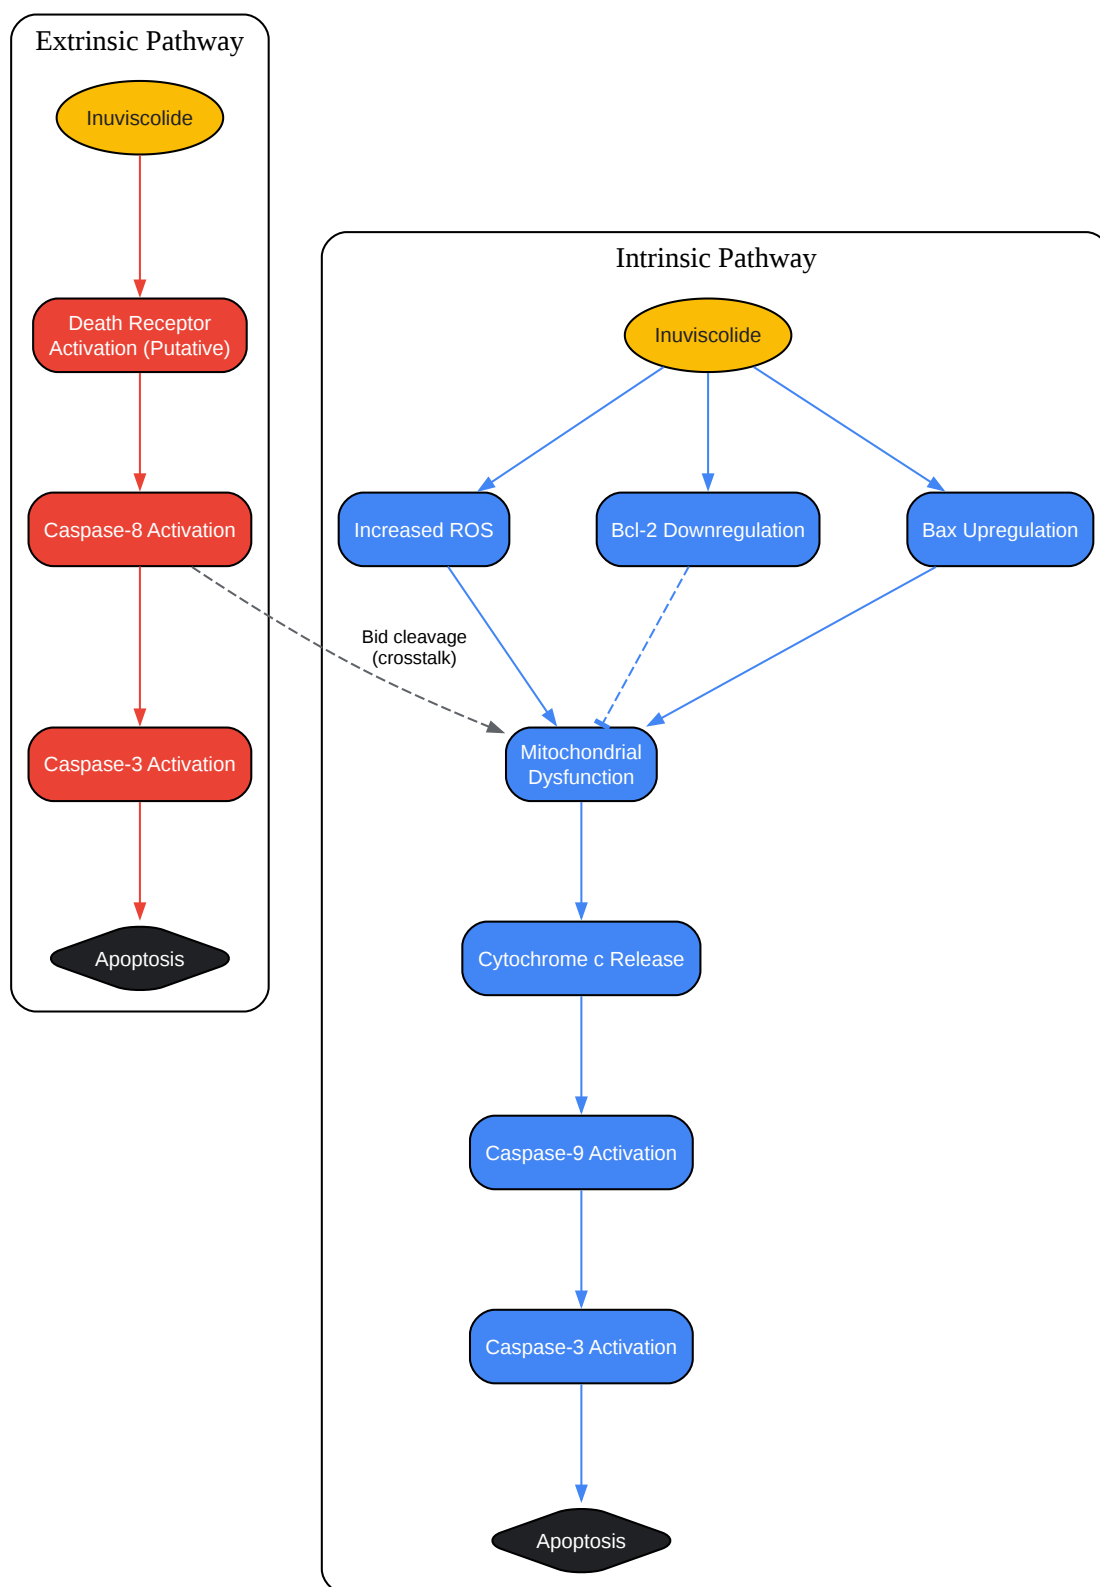 Extrinsic Pathway
Inuviscolide
Death Receptor
Activation (Putative)
Caspase-8 Activation
Caspase-3 Activation
Apoptosis
Intrinsic Pathway
Inuviscolide
Increased ROS
Bcl-2 Downregulation
Bax Upregulation
Bid cleavage
(crosstalk)
Mitochondrial
Dysfunction
Cytochrome c Release
Caspase-9 Activation
Caspase-3 Activation
Apoptosis